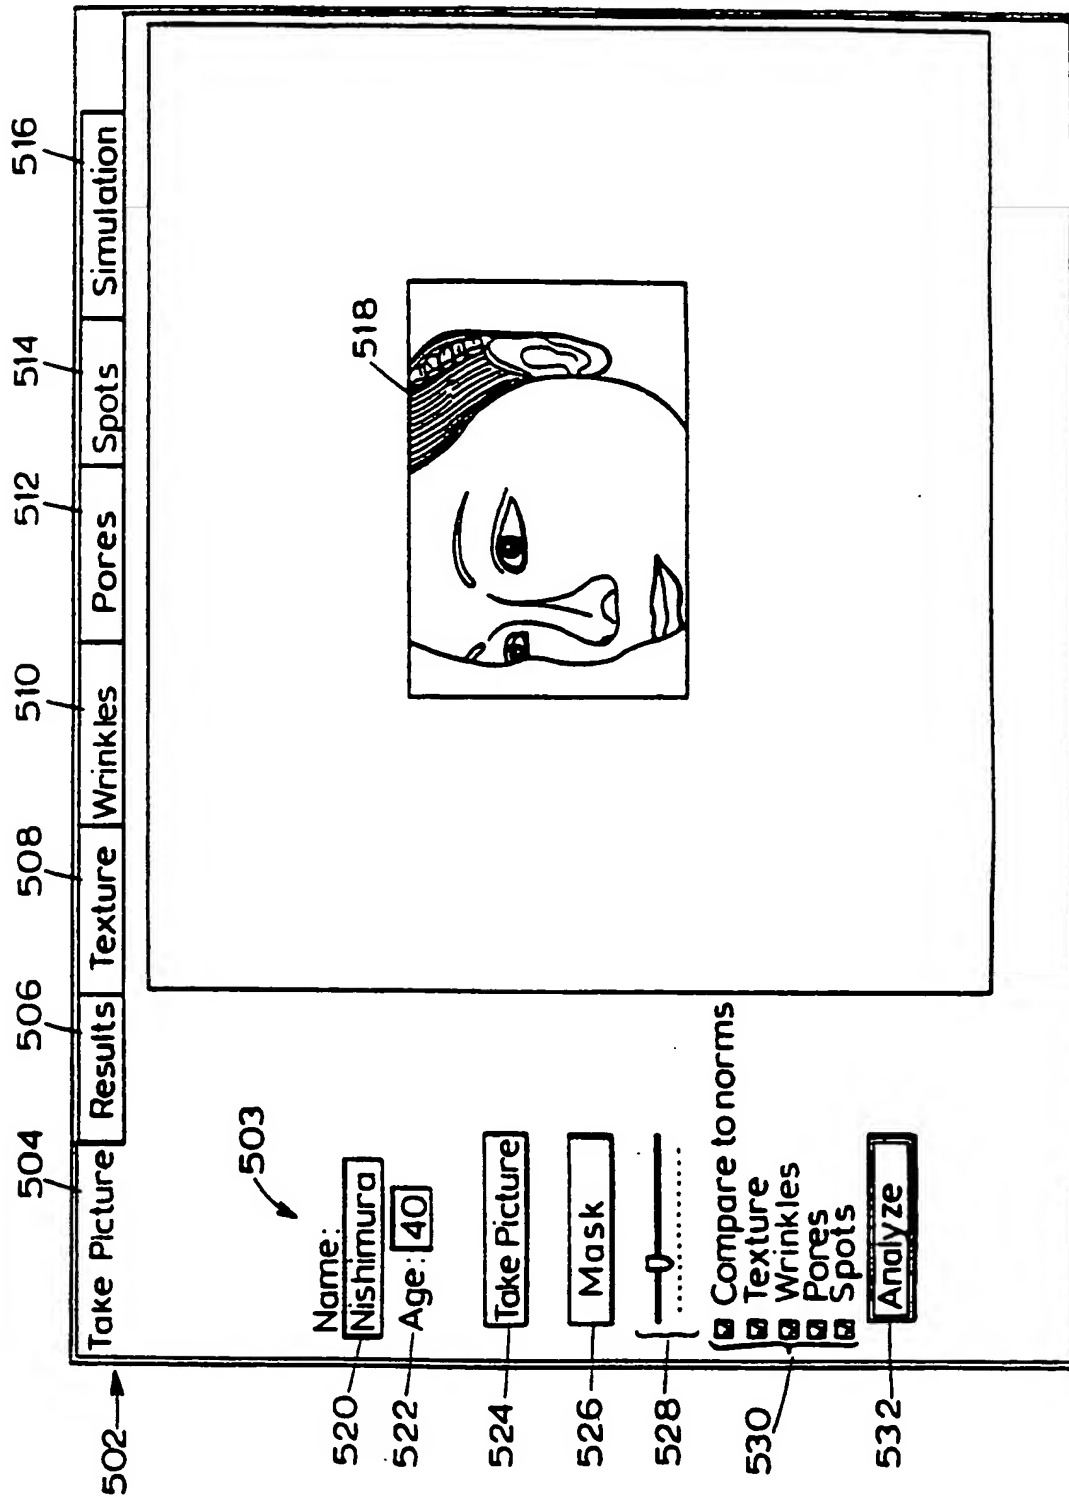 504 506 508 510 512 514 516
Take Picture Results Texture Wrinkles Pores Spots Simulation
502
503
518
Name:
520 Nishimura
522 Age: 40
524 Take Picture
526 Mask
528
530
Compare to norms
Texture
Wrinkles
Pores
Spots
532 Analyze